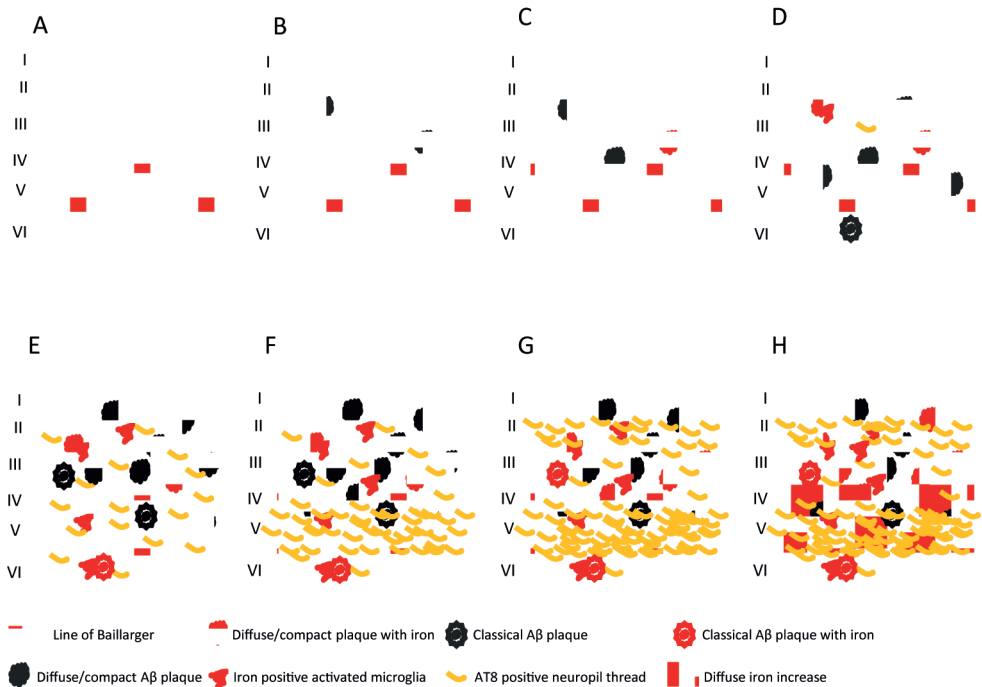 A
B
C
D
I
I
I
I
II
II
II
II
III
III
III
III
IV
IV
IV
IV
V
V
V
V
VI
VI
VI
VI
E
F
G
H
I
I
I
I
II
II
II
II
III
III
III
III
IV
IV
IV
IV
V
V
V
V
VI
VI
VI
VI
Line of Baillarger
Diffuse/compact plaque with iron
Classical Aβ plaque
Classical Aβ plaque with iron
Diffuse/compact Aβ plaque
Iron positive activated microglia
AT8 positive neuropil thread
Diffuse iron increase